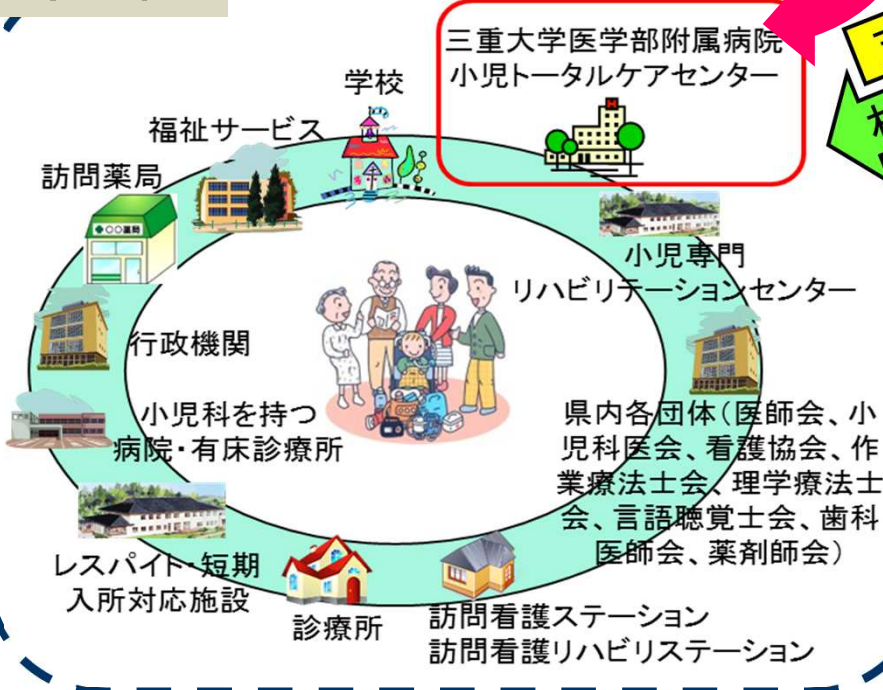 三重大学医学部附属病院
小児トータルケアセンター
学校
福祉サービス
訪問薬局
○○薬局
小児専門
リハビリテーションセンター
行政機関
小児科を持つ
病院・有床診療所
県内各団体（医師会、小
児科医会、看護協会、作
業療法士会、理学療法士
会、言語聴覚士会、歯科
医師会、薬剤師会）
レスパイト・短期
入所対応施設
診療所
訪問看護ステーション
訪問看護リハビリステーション